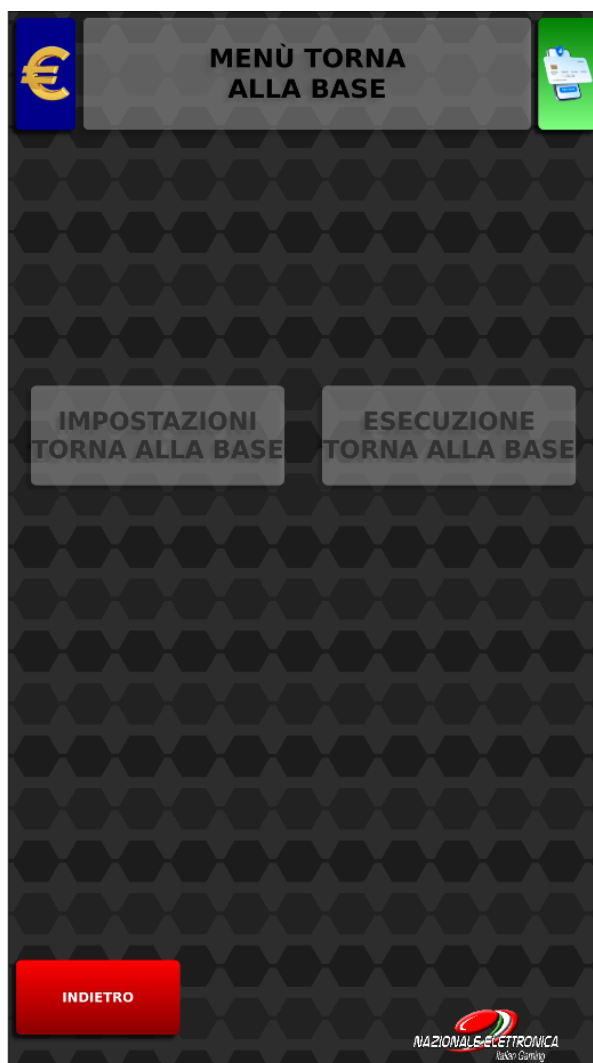 MENÙ TORNA
ALLA BASE
IMPOSTAZIONI
TORNA ALLA BASE
ESECUZIONE
TORNA ALLA BASE
INDIETRO
NAZIONALE ELETTRONICA
Italian Gaming